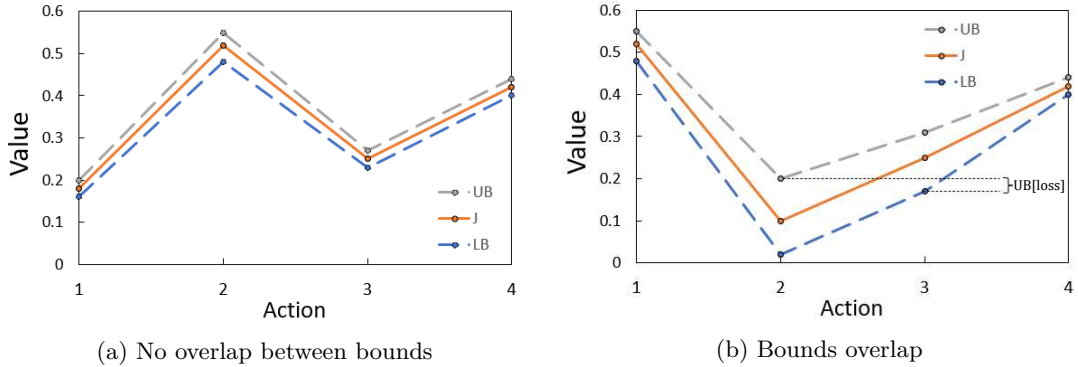 0.6
0.5
0.4
0.3
0.2
0.1
0
Value
1 2 3 4
Action
UB
J
LB
(a) No overlap between bounds
0.6
0.5
0.4
0.3
0.2
0.1
0
Value
1 2 3 4
Action
UB
J
LB
UB[loss]
(b) Bounds overlap